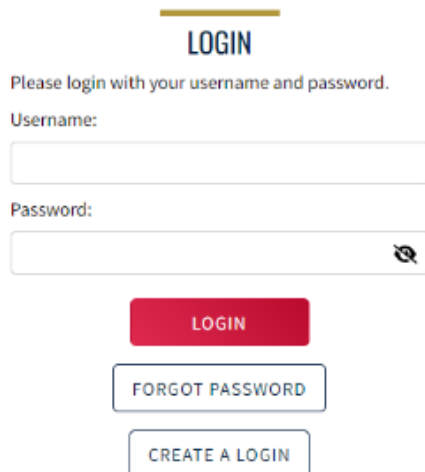 LOGIN
Please login with your username and password.
Username:
Password:
LOGIN
FORGOT PASSWORD
CREATE A LOGIN